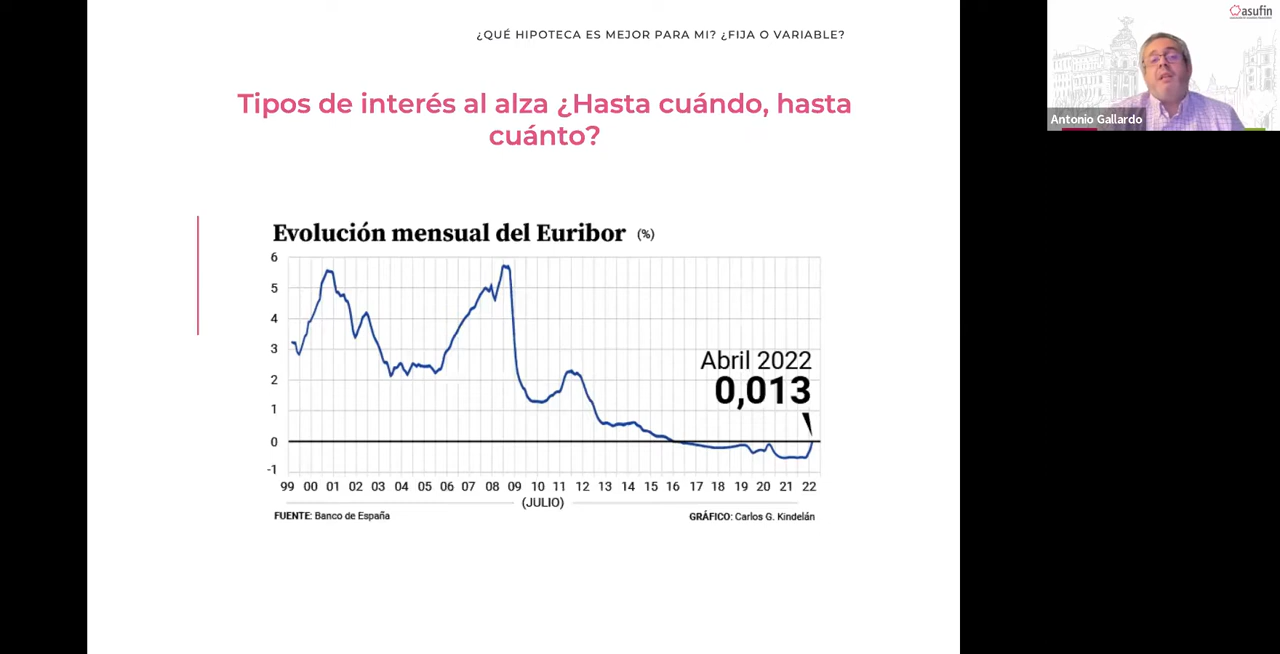 ¿QUÉ HIPOTECA ES MEJOR PARA MI? ¿FIJA O VARIABLE?
asufin
Antonio Gallardo
Tipos de interés al alza ¿Hasta cuándo, hasta
cuánto?
Evolución mensual del Euribor (%)
6
5
4
3
2
1
0
-1
Abril 2022
0,013
99 00 01 02 03 04 05 06 07 08 09 10 11 12 13 14 15 16 17 18 19 20 21 22
(JULIO)
FUENTE: Banco de España
GRÁFICO: Carlos G. Kindelán